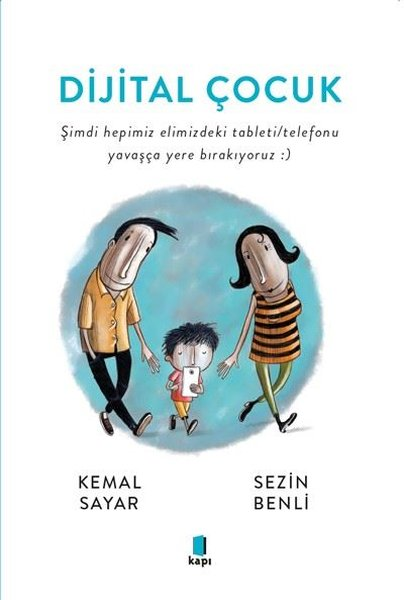 DİJİTAL ÇOCUK
Şimdi hepimiz elimizdeki tableti/telefonu
yavaşça yere bırakıyoruz :)
KEMAL
SAYAR
SEZİN
BENLİ
kapı